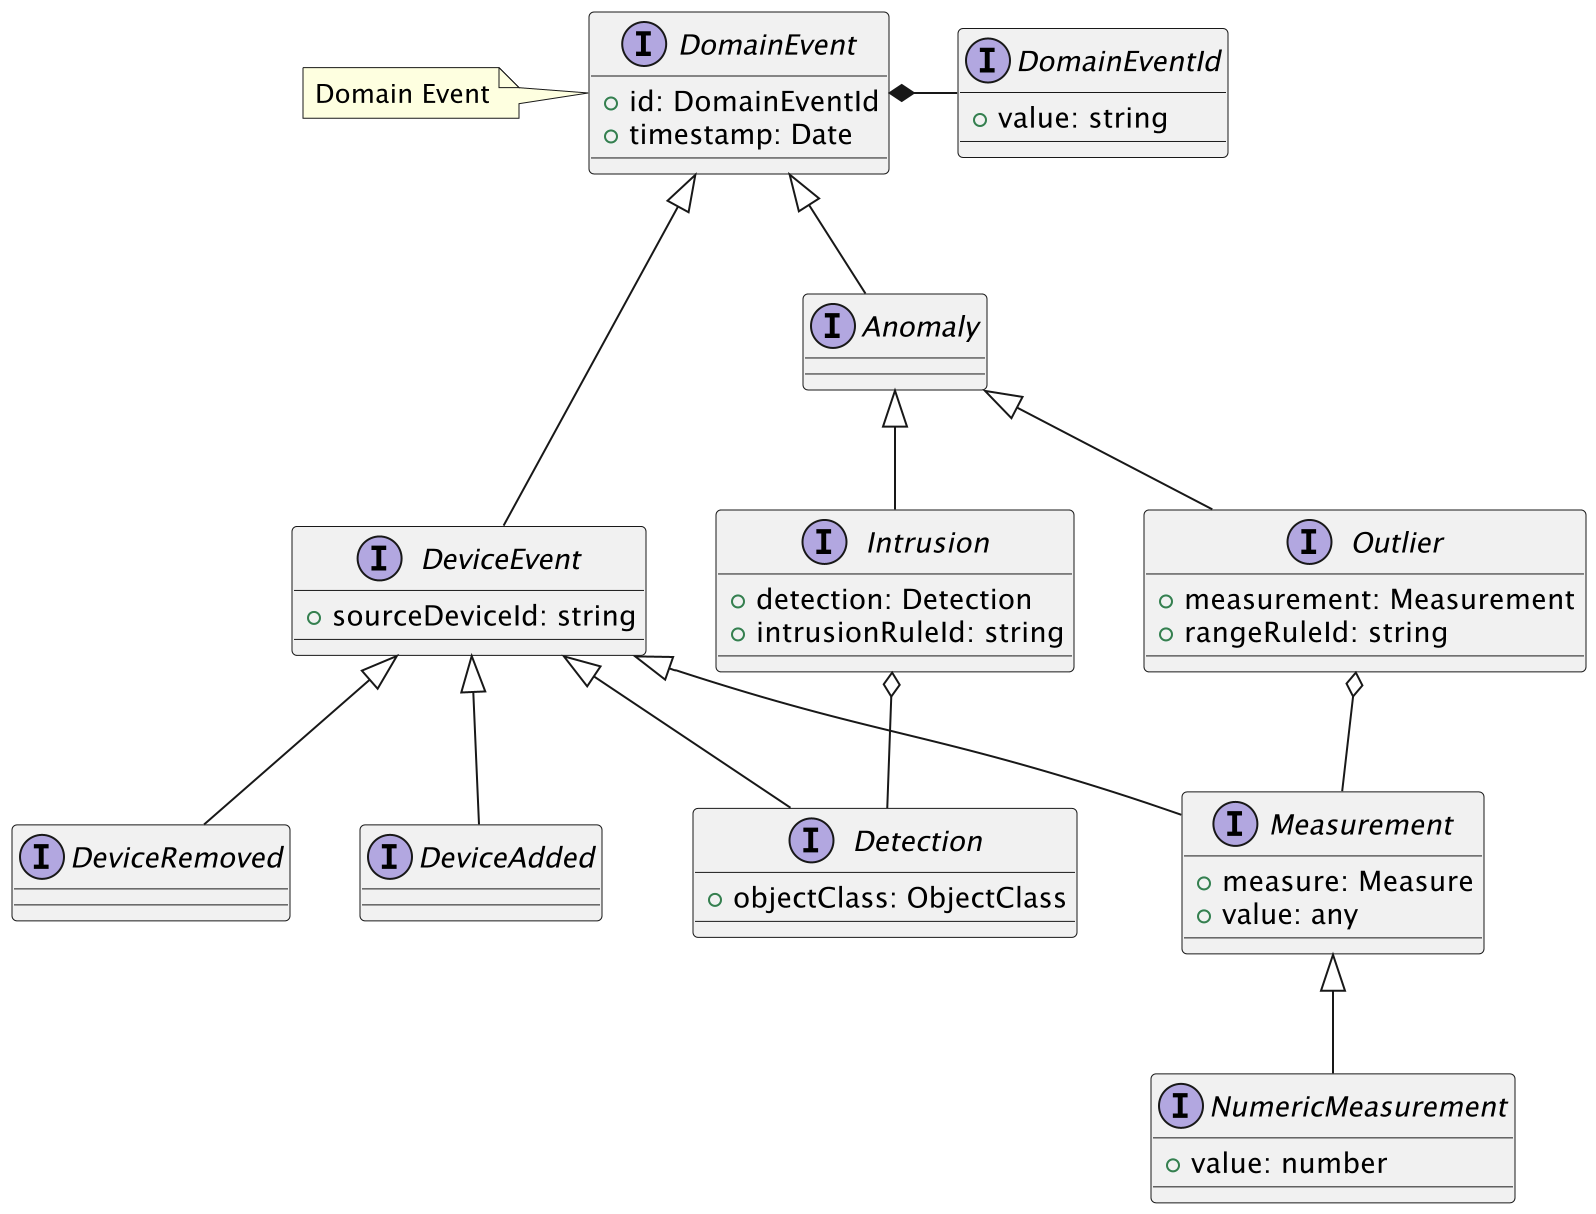 Domain Event
I DomainEvent
id: DomainEventId
timestamp: Date
I DomainEventId
value: string
I Anomaly
I DeviceEvent
sourceDeviceId: string
I Intrusion
detection: Detection
intrusionRuleId: string
I Outlier
measurement: Measurement
rangeRuleId: string
I DeviceRemoved
I DeviceAdded
I Detection
objectClass: ObjectClass
I Measurement
measure: Measure
value: any
I NumericMeasurement
value: number